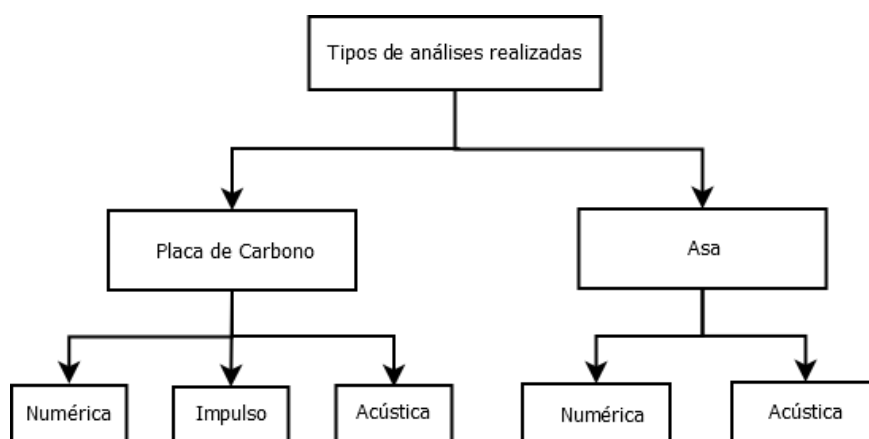 Tipos de análises realizadas
Placa de Carbono
Asa
Numérica
Impulso
Acústica
Numérica
Acústica